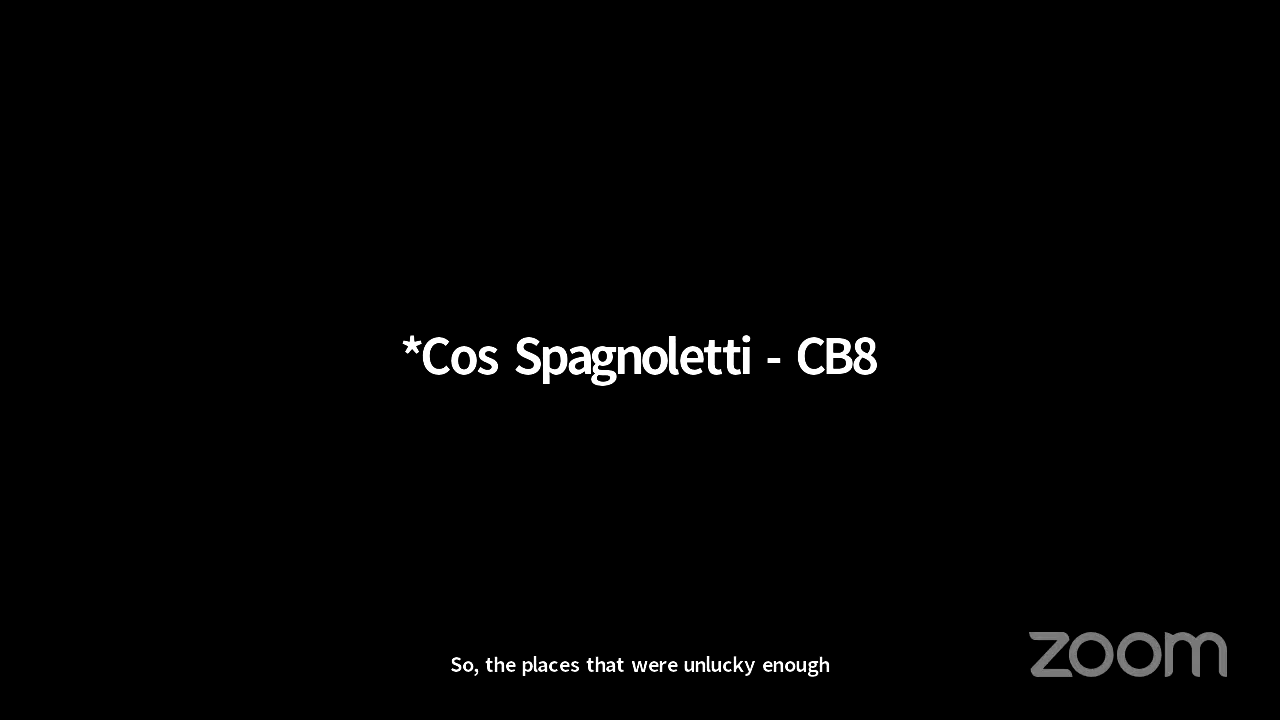 *Cos Spagnoletti - CB8
So, the places that were unlucky enough
zoom